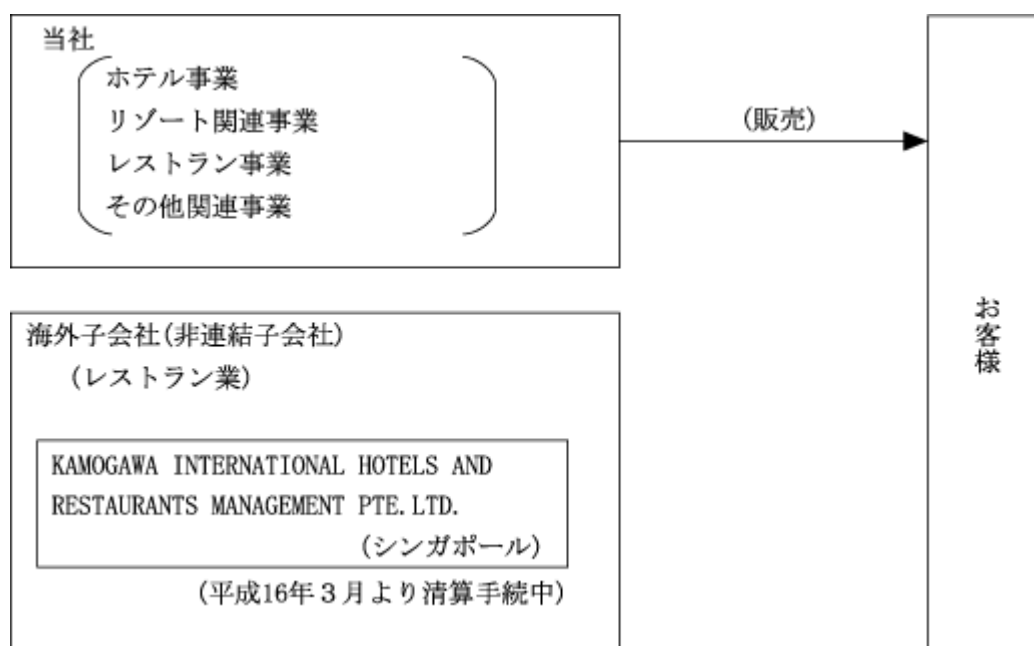 当社
ホテル事業
リゾート関連事業
レストラン事業
その他関連事業
(販売)
お客様
海外子会社(非連結子会社)
(レストラン業)
KAMOGAWA INTERNATIONAL HOTELS AND
RESTAURANTS MANAGEMENT PTE.LTD.
(シンガポール)
(平成16年3月より清算手続中)